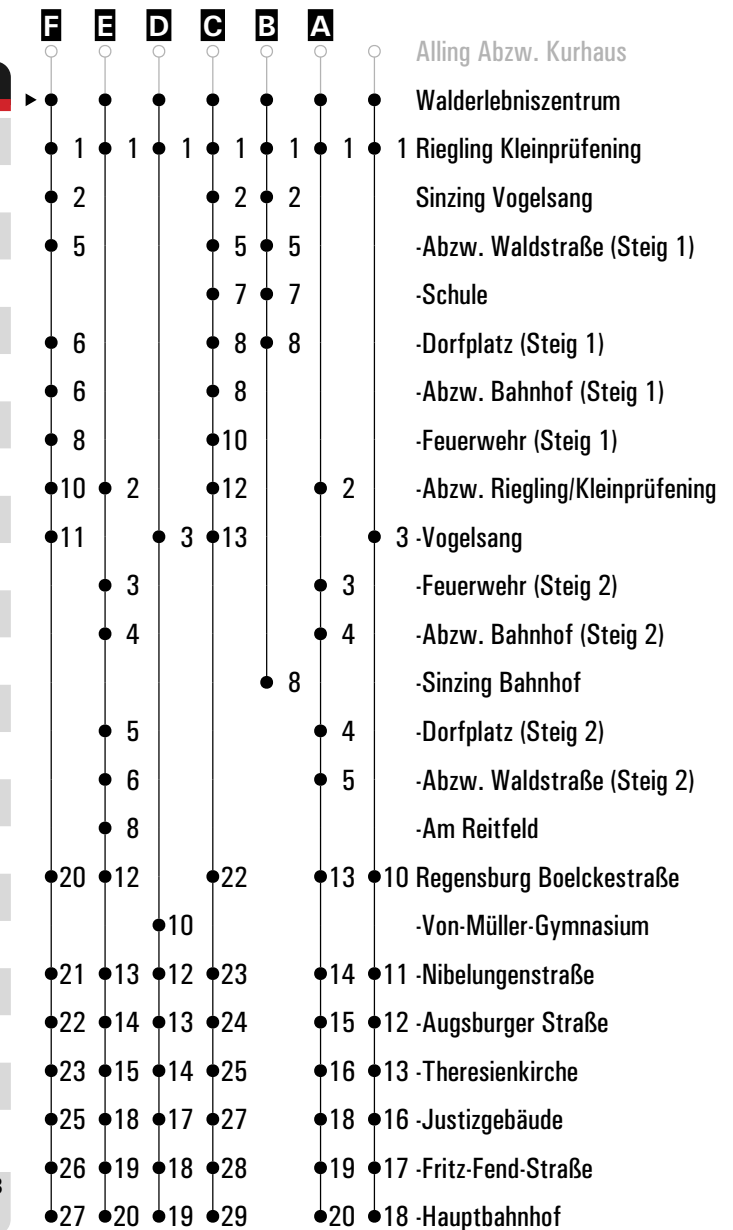 F E D C B A
Alling Abzw. Kurhaus
Walderlebniszentrum
1 1 1 1 1 1 1 Riegling Kleinprüfening
2 2 2 Sinzing Vogelsang
5 5 5 -Abzw. Waldstraße (Steig 1)
7 7 -Schule
6 8 8 -Dorfplatz (Steig 1)
6 8 -Abzw. Bahnhof (Steig 1)
8 10 -Feuerwehr (Steig 1)
10 2 12 2 -Abzw. Riegling/Kleinprüfening
11 3 13 3 -Vogelsang
3 3 -Feuerwehr (Steig 2)
4 4 -Abzw. Bahnhof (Steig 2)
8 -Sinzing Bahnhof
5 4 -Dorfplatz (Steig 2)
6 5 -Abzw. Waldstraße (Steig 2)
8 -Am Reitfeld
20 12 22 13 10 Regensburg Boelckestraße
10 -Von-Müller-Gymnasium
21 13 12 23 14 11 -Nibelungenstraße
22 14 13 24 15 12 -Augsburger Straße
23 15 14 25 16 13 -Theresienkirche
25 18 17 27 18 16 -Justizgebäude
26 19 18 28 19 17 -Fritz-Fend-Straße
27 20 19 29 20 18 -Hauptbahnhof